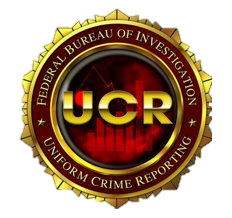 FEDERAL BUREAU OF INVESTIGATION
UCR
UNIFORM CRIME REPORTING